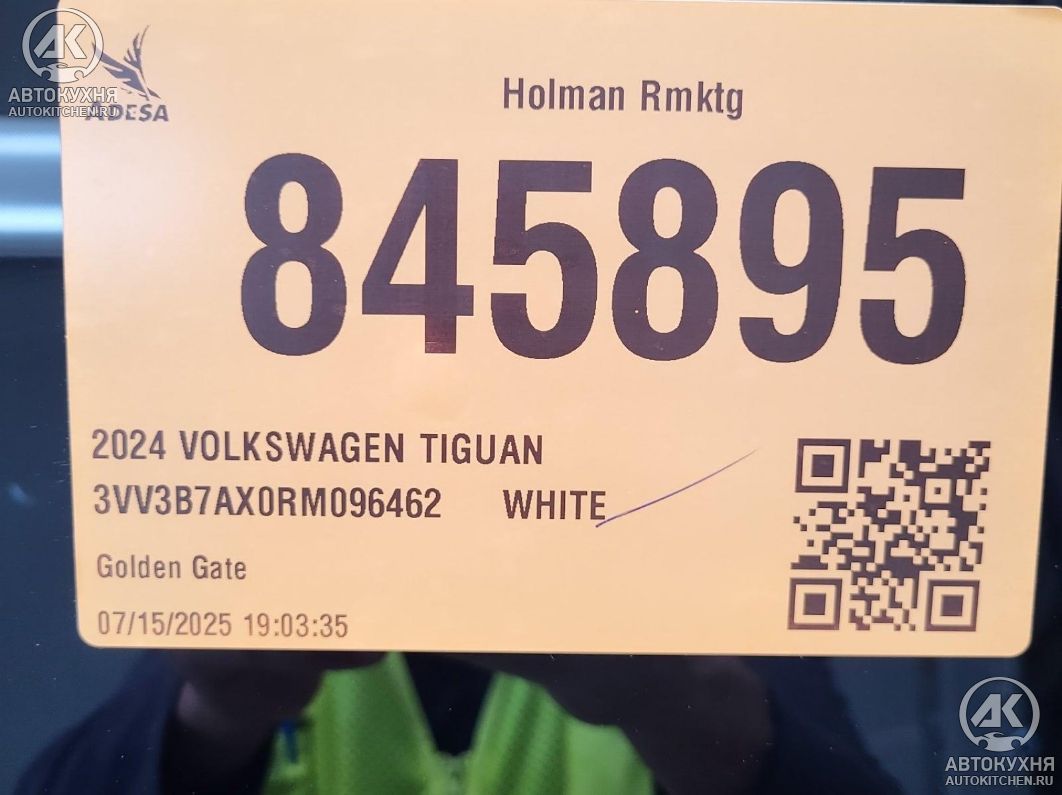 АВТОКУХНЯ
AUTOKITCHEN.RU
ADESA
Holman Rmktg
845895
2024 VOLKSWAGEN TIGUAN
3VV3B7AX0RM096462 WHITE
Golden Gate
07/15/2025 19:03:35
АК
АВТОКУХНЯ
AUTOKITCHEN.RU